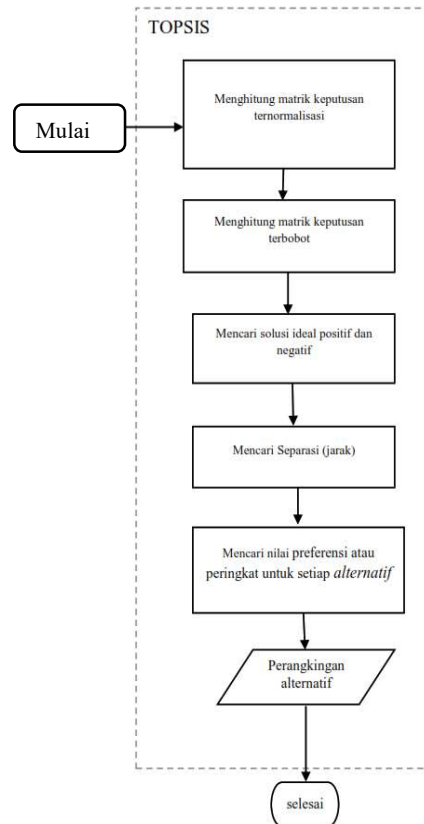 TOPSIS
Mulai
Menghitung matrik keputusan
ternormalisasi
Menghitung matrik keputusan
terbobot
Mencari solusi ideal positif dan
negatif
Mencari Separasi (jarak)
Mencari nilai preferensi atau
peringkat untuk setiap alternatif
Perangkingan
alternatif
selesai